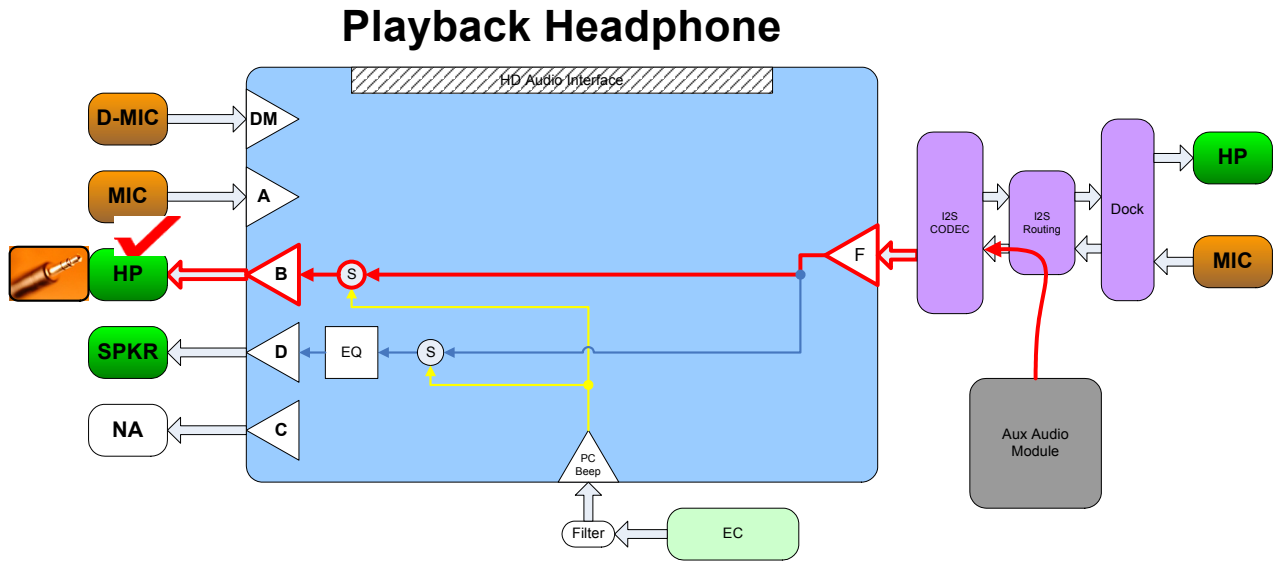 Playback Headphone
HD Audio Interface
D-MIC
DM
MIC
A
HP
B
S
F
SPKR
D
EQ
S
NA
C
PC
Beep
Filter
EC
I2S
CODEC
I2S
Routing
Dock
HP
MIC
Aux Audio
Module